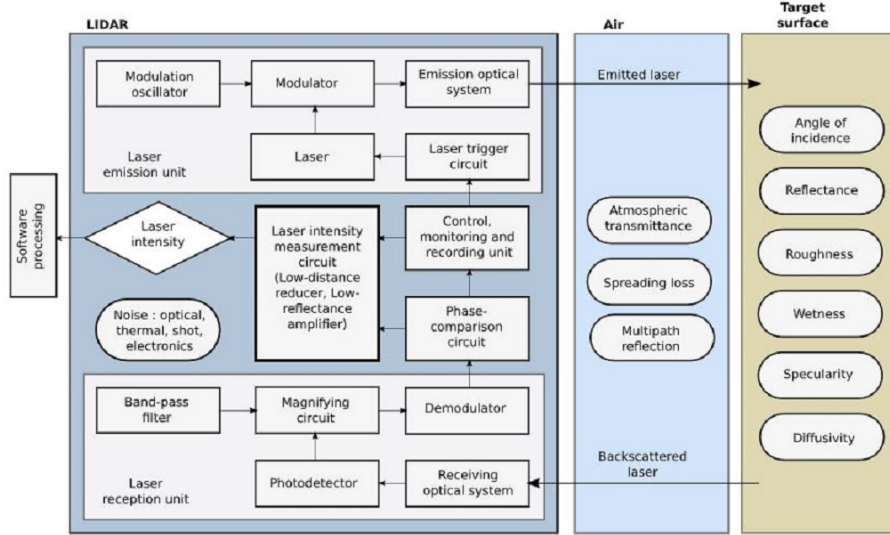 LIDAR
Air
Target
surface
Modulation
oscillator
Modulator
Emission optical
system
Emitted laser
Laser
emission unit
Laser
Laser trigger
circuit
Angle of
incidence
Reflectance
Roughness
Wetness
Specularity
Diffusivity
Software
processing
Laser
intensity
Laser intensity
measurement
circuit
(Low-distance
reducer, Low-
reflectance
amplifier)
Control,
monitoring and
recording unit
Atmospheric
transmittance
Spreading loss
Multipath
reflection
Noise : optical,
thermal, shot,
electronics
Phase-
comparison
circuit
Band-pass
filter
Magnifying
circuit
Demodulator
Laser
reception unit
Photodetector
Receiving
optical system
Backscattered
laser